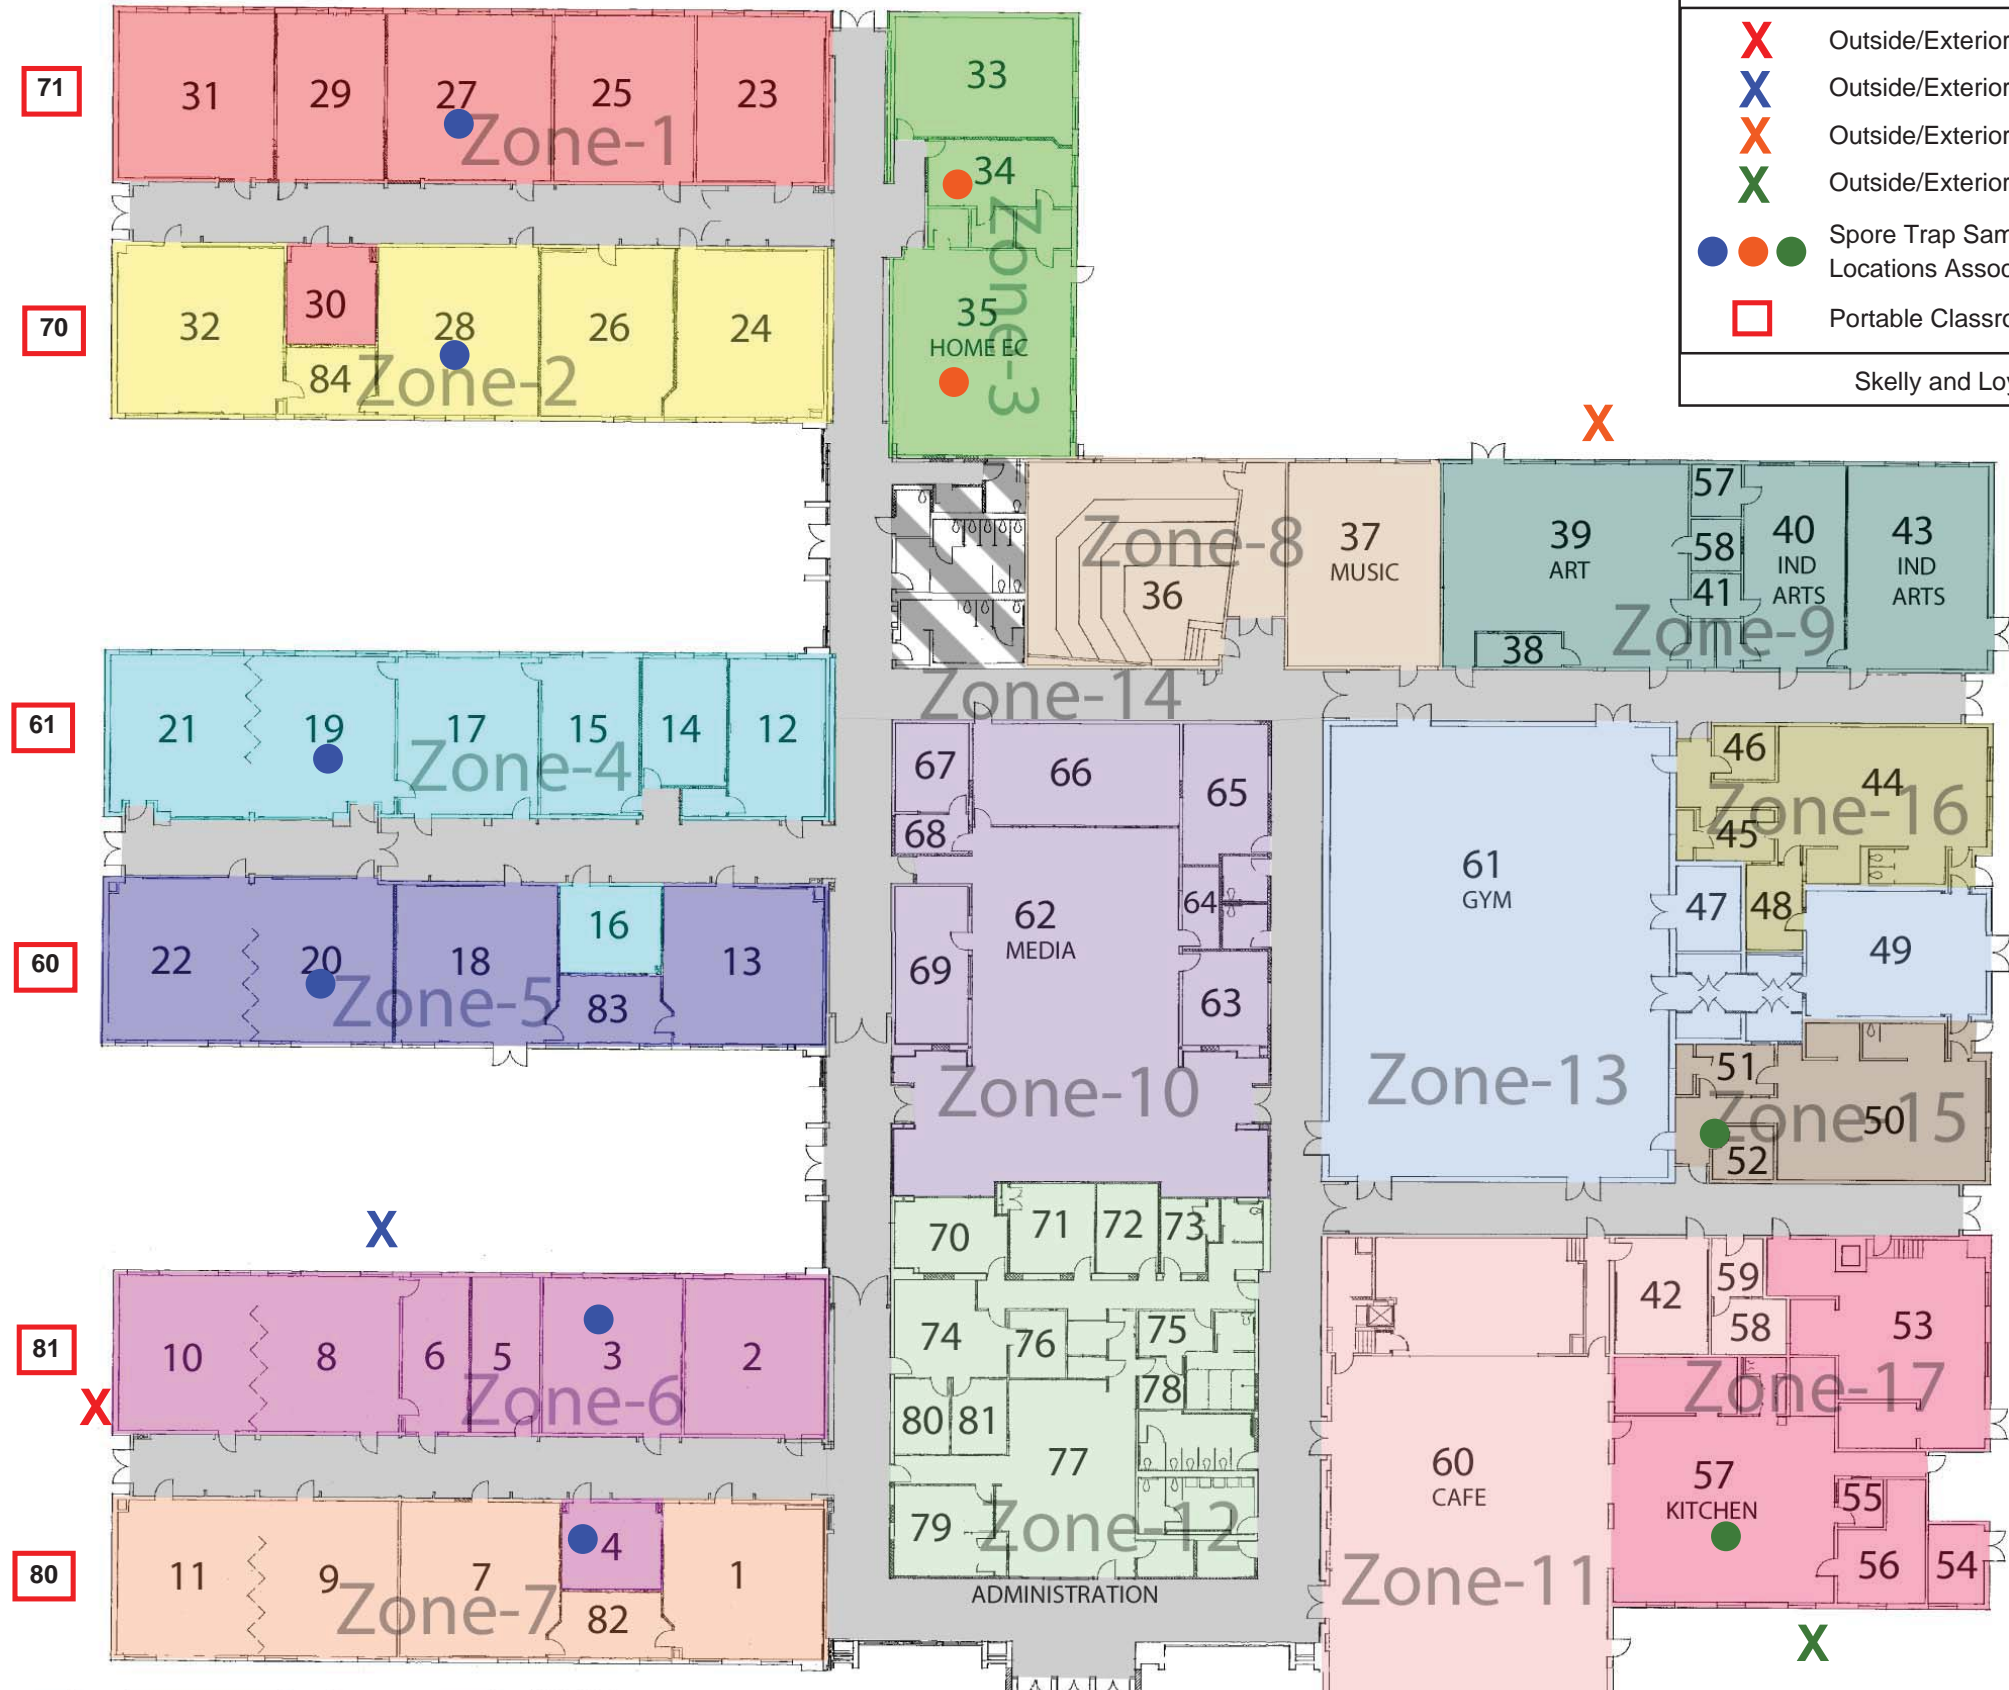 X Outside/Exterior
X Outside/Exterior
X Outside/Exterior
X Outside/Exterior
Spore Trap Sam
Locations Assoc
Portable Classro
Skelly and Loy
71
31
29
27
25
23
Zone-1
33
34
Zone-3
35
HOME EC
70
32
30
28
26
24
84
Zone-2
X
Zone-8
36
37
MUSIC
39
ART
38
57
58
41
40
IND
ARTS
43
IND
ARTS
Zone-9
Zone-14
61
21
19
17
15
14
12
Zone-4
67
66
65
68
62
MEDIA
64
69
63
Zone-10
61
GYM
Zone-13
46
44
45
Zone-16
47
48
49
51
50
Zone-15
52
60
22
20
18
16
13
83
Zone-5
X
70
71
72
73
74
76
75
78
80
81
77
79
Zone-12
ADMINISTRATION
42
59
58
53
Zone-17
60
CAFE
57
KITCHEN
55
56
54
Zone-11
X
81
X
10
8
6
5
3
2
Zone-6
80
11
9
7
4
1
82
Zone-7